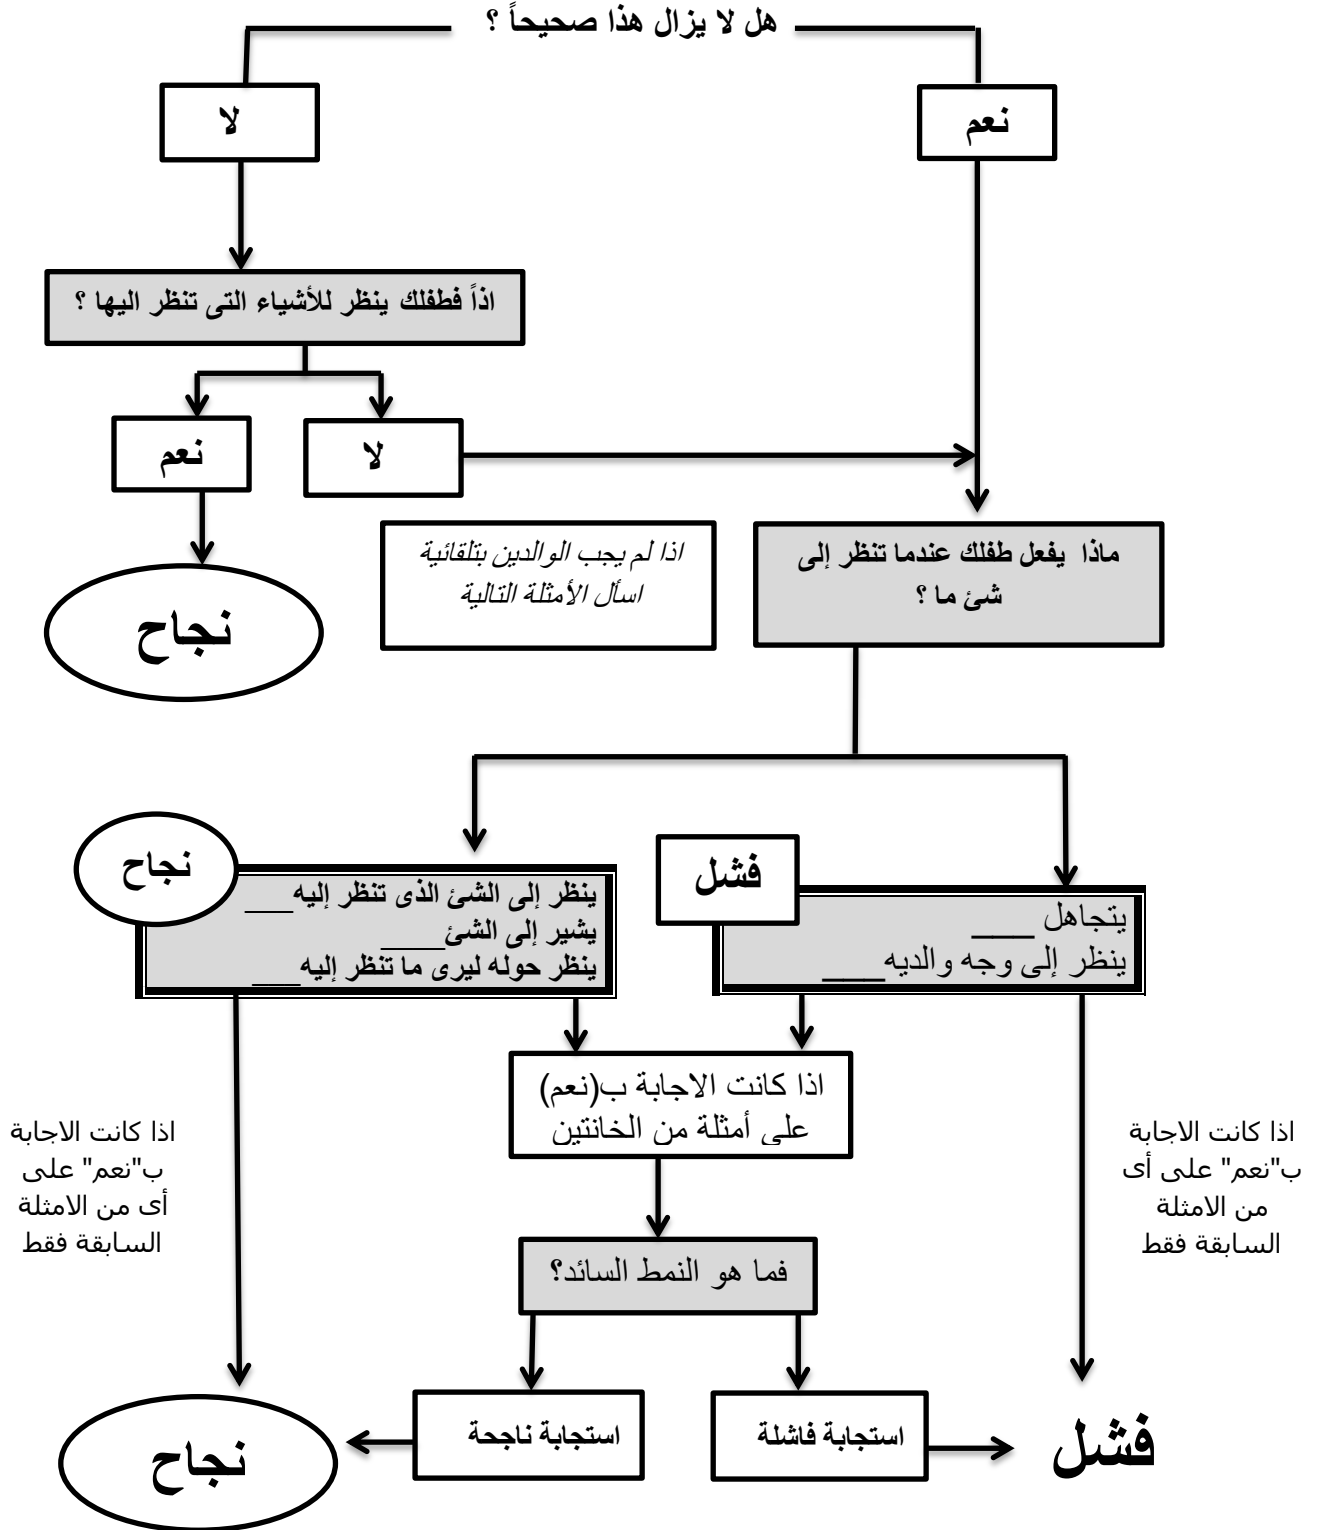 هل لا يزال هذا صحيحاً ؟
نعم
لا
اذاً فطفلك ينظر للأشياء التى تنظر اليها ؟
لا
نعم
ماذا يفعل طفلك عندما تنظر إلى
شئ ما ؟
اذا لم يجب الوالدين بتلقائية
اسأل الأمثلة التالية
نجاح
فشل
يتجاهل ____
ينظر إلى وجه والديه____
نجاح
ينظر إلى الشئ الذى تنظر إليه___
يشير إلى الشئ____
ينظر حوله ليرى ما تنظر إليه___
اذا كانت الاجابة ب(نعم)
على أمثلة من الخانتين
اذا كانت الاجابة
ب"نعم" على أى
من الامثلة
السابقة فقط
اذا كانت الاجابة
ب"نعم" على
أى من الامثلة
السابقة فقط
فما هو النمط السائد؟
استجابة فاشلة
استجابة ناجحة
فشل
نجاح